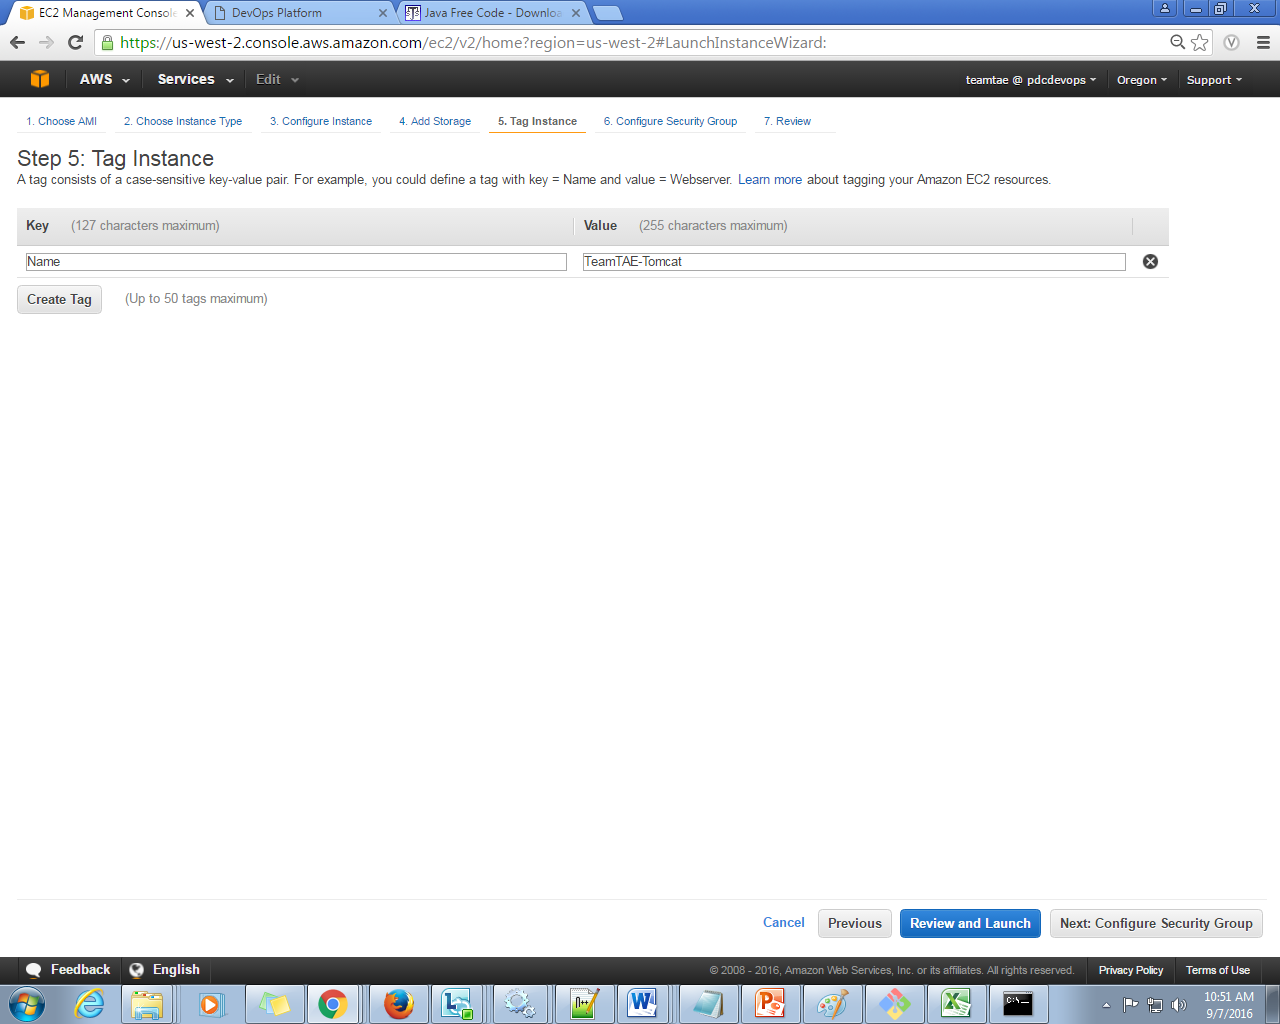 EC2 Management Console
DevOps Platform
Java Free Code - Downloa
https://us-west-2.console.aws.amazon.com/ec2/v2/home?region=us-west-2#LaunchInstanceWizard:
AWS Services Edit teamtae @ pdcdevops Oregon Support
1. Choose AMI 2. Choose Instance Type 3. Configure Instance 4. Add Storage 5. Tag Instance 6. Configure Security Group 7. Review
Step 5: Tag Instance
A tag consists of a case-sensitive key-value pair. For example, you could define a tag with key = Name and value = Webserver. Learn more about tagging your Amazon EC2 resources.
Key (127 characters maximum) Value (255 characters maximum)
Name TeamTAE-Tomcat
Create Tag (Up to 50 tags maximum)
Cancel Previous Review and Launch Next: Configure Security Group
Feedback English © 2008 - 2016, Amazon Web Services, Inc. or its affiliates. All rights reserved. Privacy Policy Terms of Use
10:51 AM
9/7/2016